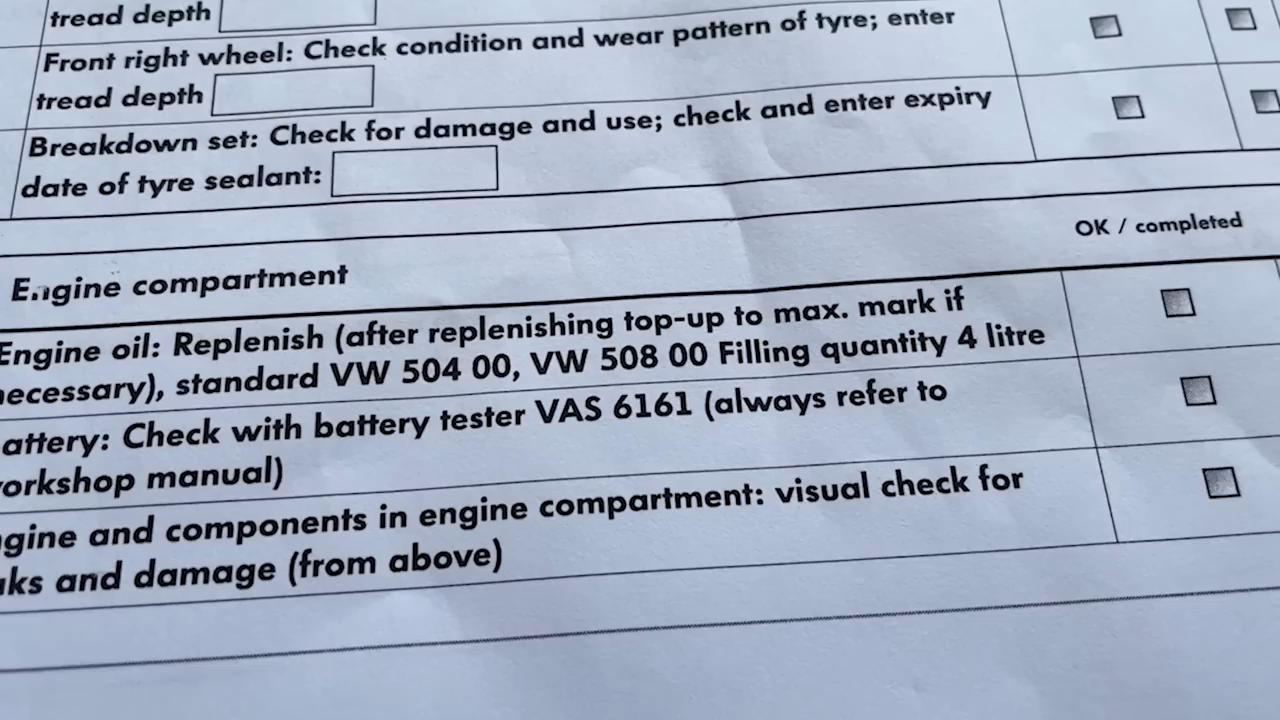 tread depth
Front right wheel: Check condition and wear pattern of tyre; enter
tread depth
Breakdown set: Check for damage and use; check and enter expiry
date of tyre sealant:
OK / completed
Engine compartment
Engine oil: Replenish (after replenishing top-up to max. mark if
necessary), standard VW 504 00, VW 508 00 Filling quantity 4 litre
attery: Check with battery tester VAS 6161 (always refer to
orkshop manual)
gine and components in engine compartment: visual check for
aks and damage (from above)